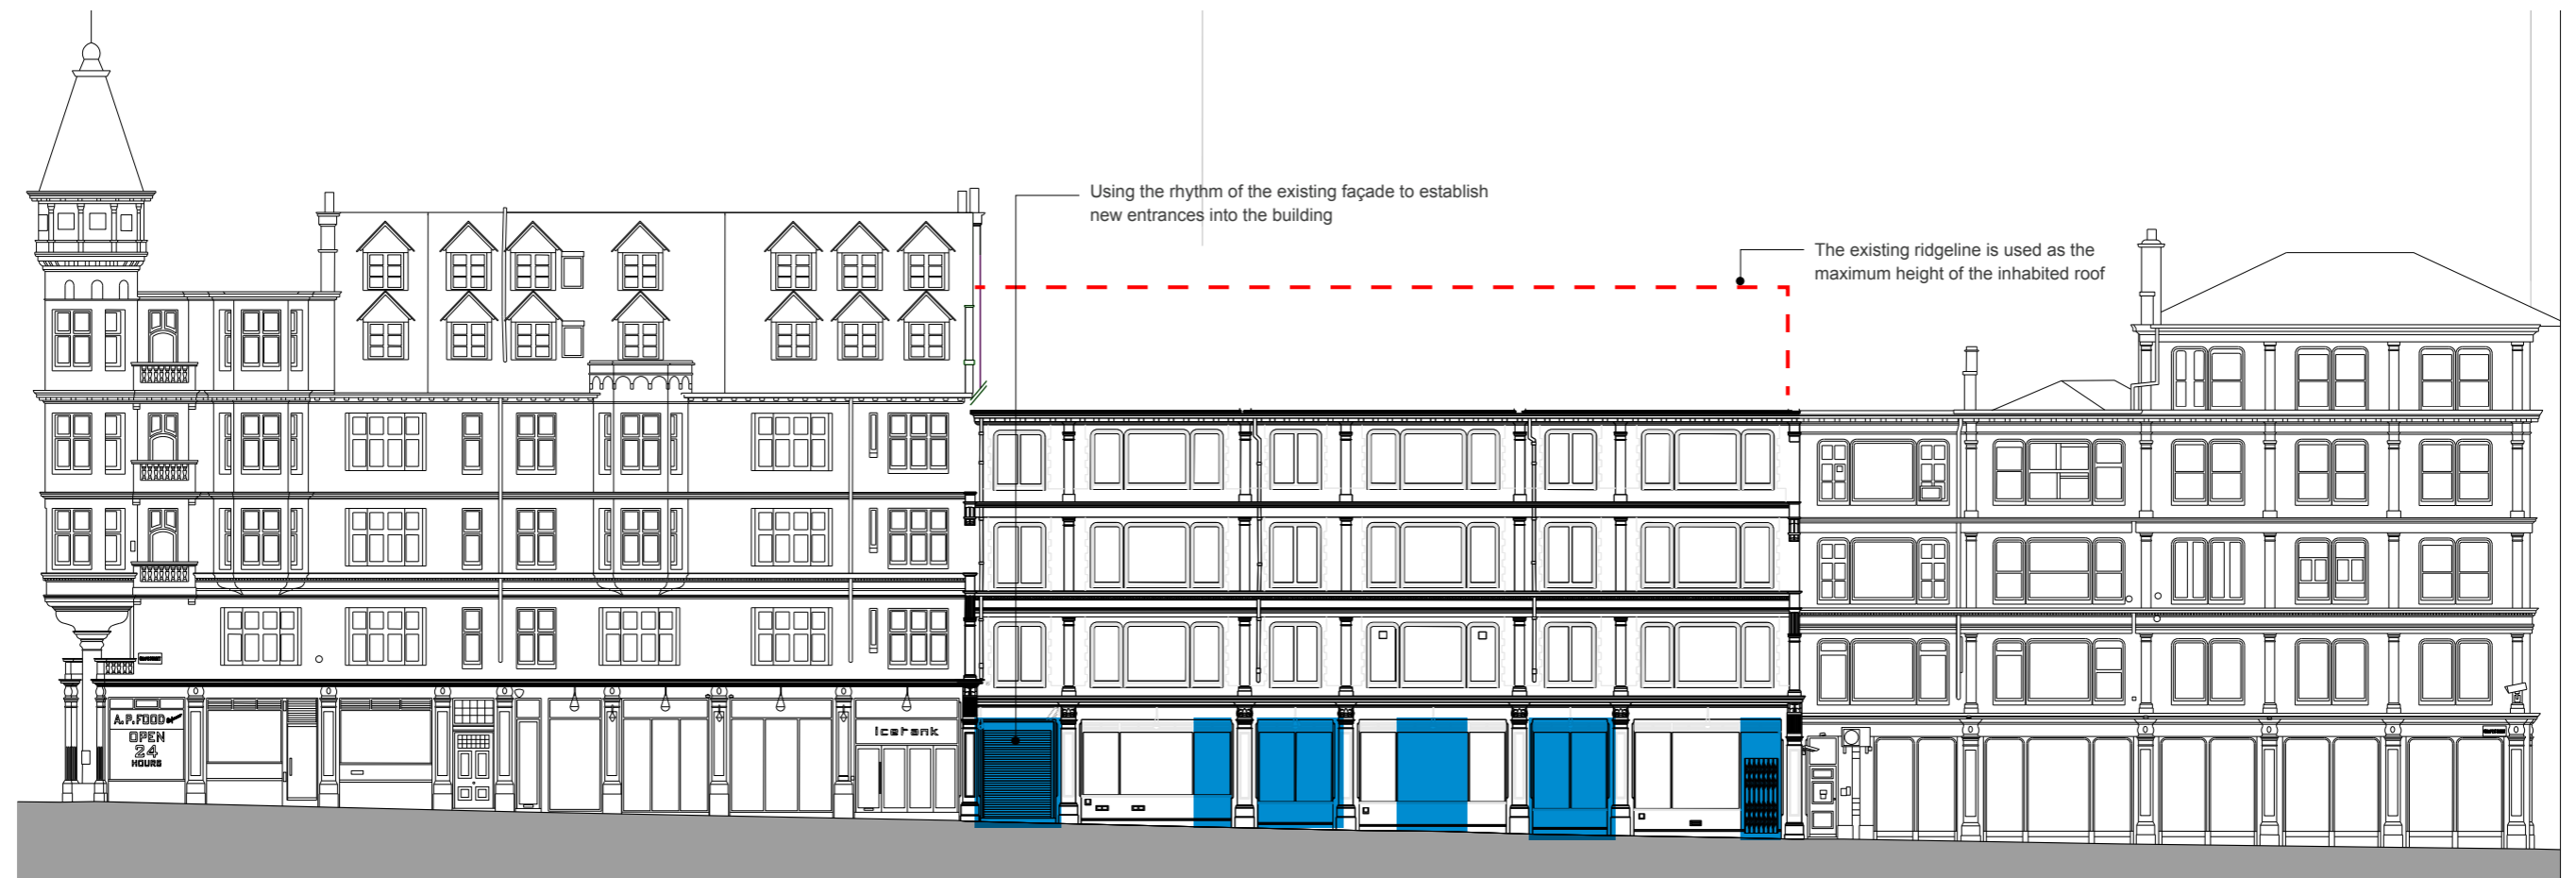 Using the rhythm of the existing façade to establish
new entrances into the building
The existing ridgeline is used as the
maximum height of the inhabited roof
A.P.FOOD
OPEN
24
HOURS